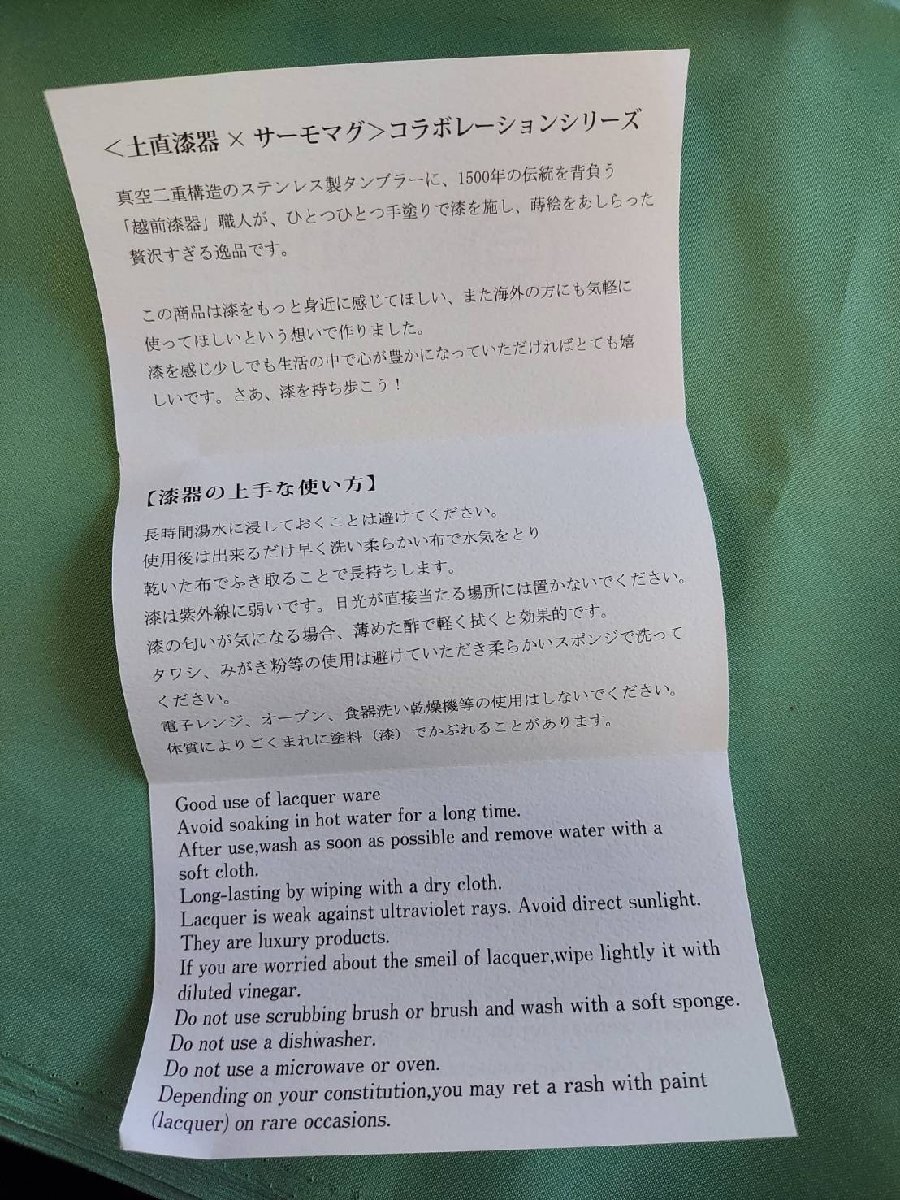 ＜上直漆器 × サーモマグ＞コラボレーションシリーズ
真空二重構造のステンレス製タンブラーに、1500年の伝統を背負う
「越前漆器」職人が、ひとつひとつ手塗りで漆を施し、蒔絵をあしらった
贅沢すぎる逸品です。
この商品は漆をもっと身近に感じてほしい、また海外の方にも気軽に
使ってほしいという想いで作りました。
漆を感じ少しでも生活の中で心が豊かになっていただければとても嬉
しいです。さあ、漆を持ち歩こう！
【漆器の上手な使い方】
長時間湯水に浸しておくことは避けてください。
使用後は出来るだけ早く洗い柔らかい布で水気をとり
乾いた布でふき取ることで長持ちします。
漆は紫外線に弱いです。日光が直接当たる場所には置かないでください。
漆の匂いが気になる場合、薄めた酢で軽く拭くと効果的です。
タワシ、みがき粉等の使用は避けていただき柔らかいスポンジで洗って
ください。
電子レンジ、オーブン、食器洗い乾燥機等の使用はしないでください。
体質によりごくまれに塗料（漆）でかぶれることがあります。
Good use of lacquer ware
Avoid soaking in hot water for a long time.
After use,wash as soon as possible and remove water with a
soft cloth.
Long-lasting by wiping with a dry cloth.
Lacquer is weak against ultraviolet rays. Avoid direct sunlight.
They are luxury products.
If you are worried about the smeil of lacquer,wipe lightly it with
diluted vinegar.
Do not use scrubbing brush or brush and wash with a soft sponge.
Do not use a dishwasher.
Do not use a microwave or oven.
Depending on your constitution,you may ret a rash with paint
(lacquer) on rare occasions.